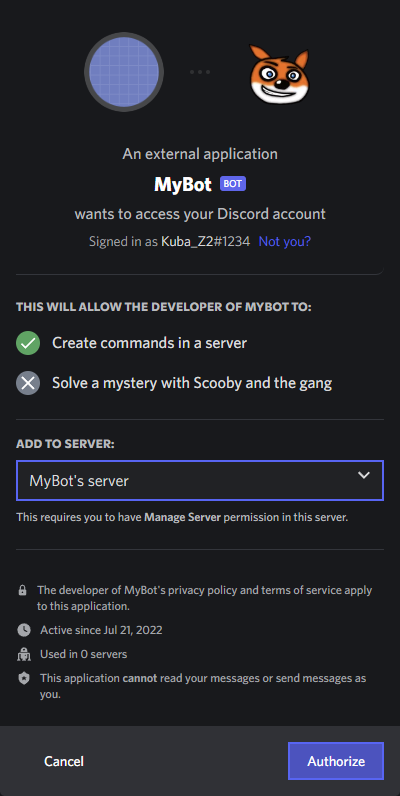 An external application
MyBot BOT
wants to access your Discord account
Signed in as Kuba_Z2#1234 Not you?
THIS WILL ALLOW THE DEVELOPER OF MYBOT TO:
Create commands in a server
Solve a mystery with Scooby and the gang
ADD TO SERVER:
MyBot's server
This requires you to have Manage Server permission in this server.
The developer of MyBot's privacy policy and terms of service apply
to this application.
Active since Jul 21, 2022
Used in 0 servers
This application cannot read your messages or send messages as
you.
Cancel
Authorize